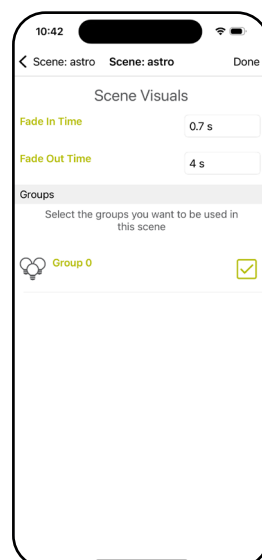 10:42
Scene: astro Scene: astro Done
Scene Visuals
Fade In Time
0.7 s
Fade Out Time
4 s
Groups
Select the groups you want to be used in
this scene
Group 0